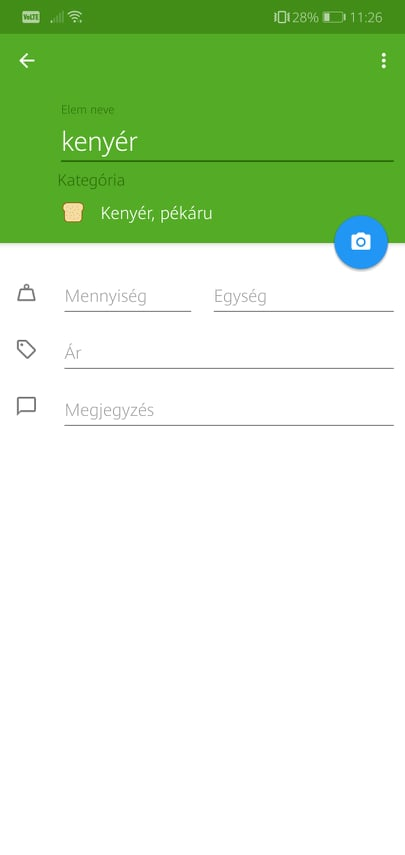 VoLTE 28% 11:26
Elem neve
kenyér
Kategória
Kenyér, pékáru
Mennyiség Egység
Ár
Megjegyzés